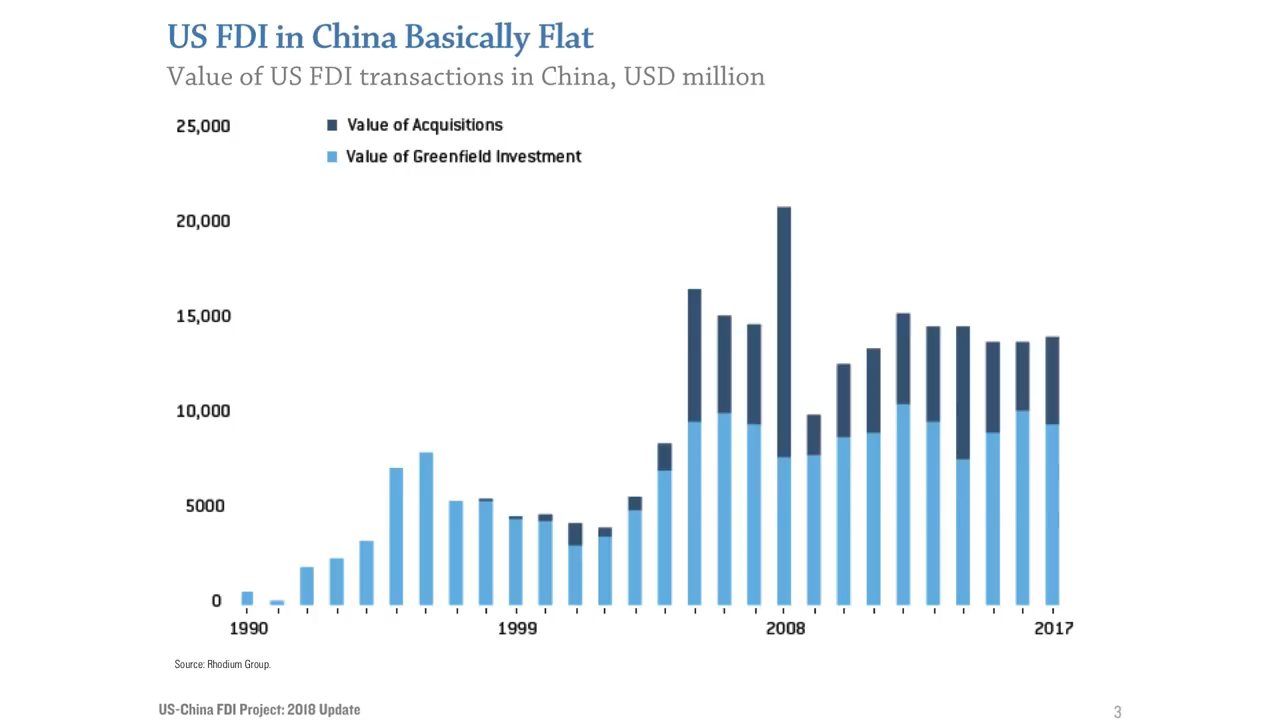 US FDI in China Basically Flat
Value of US FDI transactions in China, USD million
25,000
Value of Acquisitions
Value of Greenfield Investment
20,000
15,000
10,000
5000
0
1990 1999 2008 2017
Source: Rhodium Group.
US-China FDI Project: 2018 Update 3